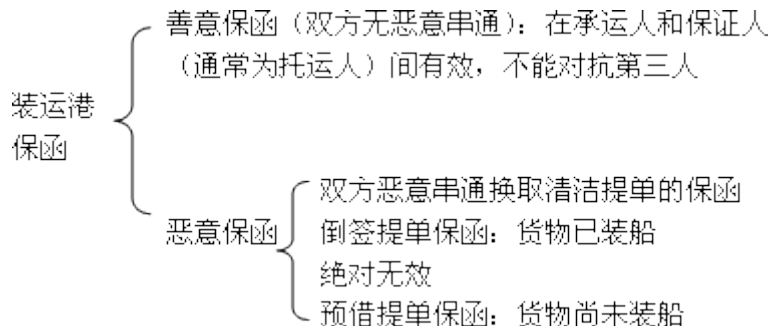 善意保函（双方无恶意串通）：在承运人和保证人
（通常为托运人）间有效，不能对抗第三人
装运港
保函
恶意保函
双方恶意串通换取清洁提单的保函
倒签提单保函：货物已装船
绝对无效
预借提单保函：货物尚未装船